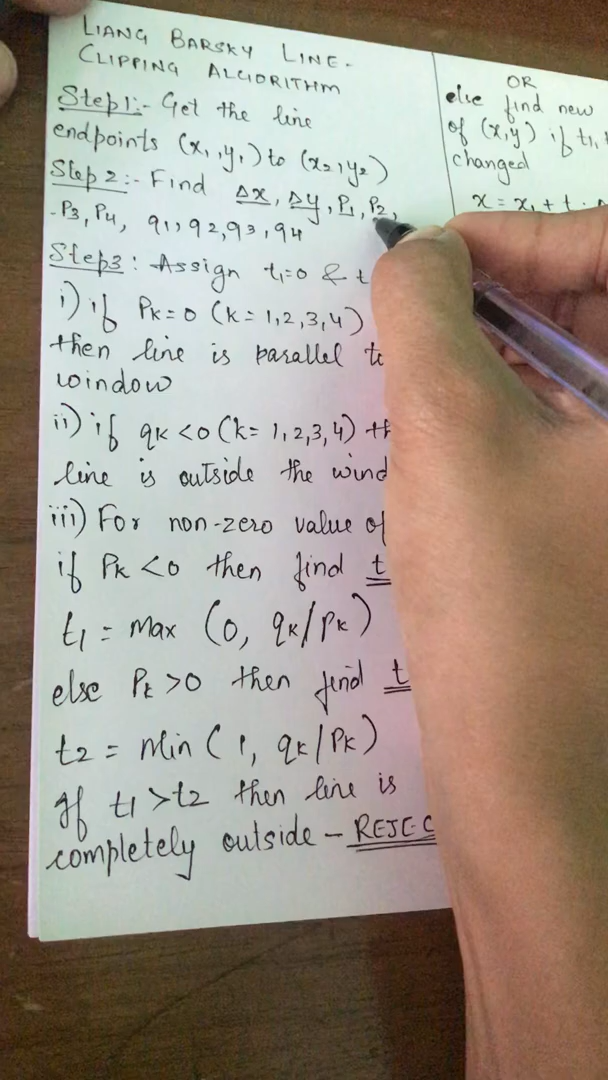 LIANG BARSKY LINE-
CLIPPING ALGORITHM
Step1:- Get the line
endpoints (x1,y1) to (x2,y2)
Step 2:- Find Δx, Δy, P1, P2,
P3, P4, q1, q2, q3, q4
Step3: Assign t1=0 & t
i) if PK=0 (k=1,2,3,4)
then line is parallel to
window
ii) if qK<0 (k=1,2,3,4) th
line is outside the wind
iii) For non-zero value of
if PK<0 then find t
t1 = max (0, qK/pK)
else PK>0 then find t
t2 = Min (1, qK/PK)
If t1>t2 then line is
completely outside - REJEC
OR
else find new
of (x,y) if t1, t
changed
x = x1 + t.